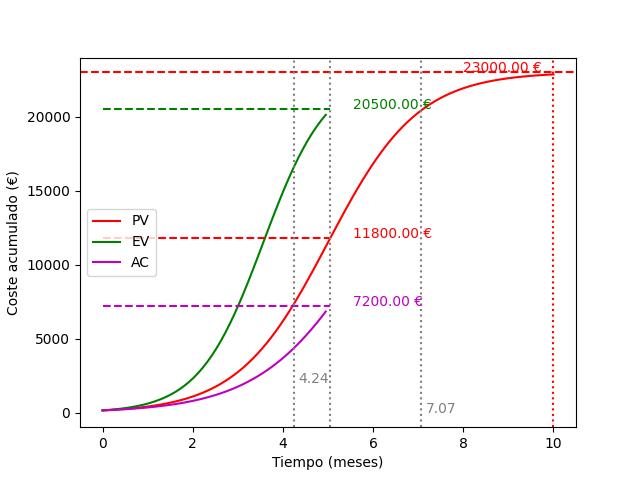 23000.00 €
20500.00 €
11800.00 €
7200.00 €
4.24
7.07
PV
EV
AC
Coste acumulado (€)
20000
15000
10000
5000
0
0 2 4 6 8 10
Tiempo (meses)